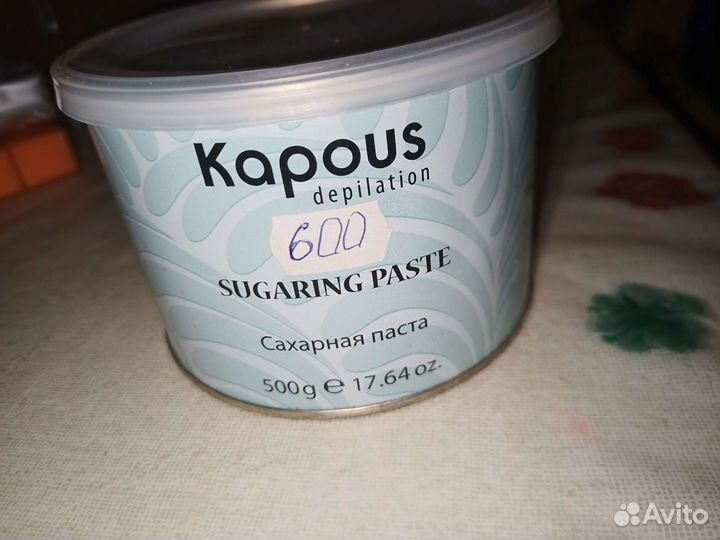 Kapous
depilation
600
SUGARING PASTE
Сахарная паста
500g ℮ 17.64 oz.
Avito